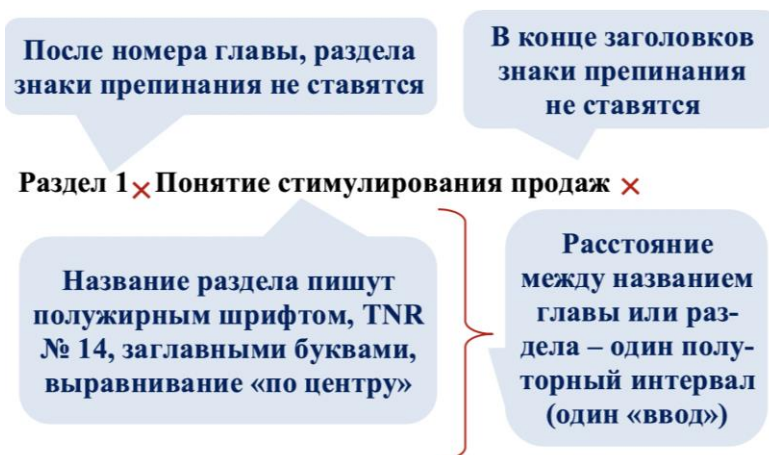 После номера главы, раздела
знаки препинания не ставятся
В конце заголовков
знаки препинания
не ставятся
Раздел 1 × Понятие стимулирования продаж ×
Название раздела пишут
полужирным шрифтом, TNR
№ 14, заглавными буквами,
выравнивание «по центру»
Расстояние
между названием
главы или раз-
дела – один полу-
торный интервал
(один «ввод»)